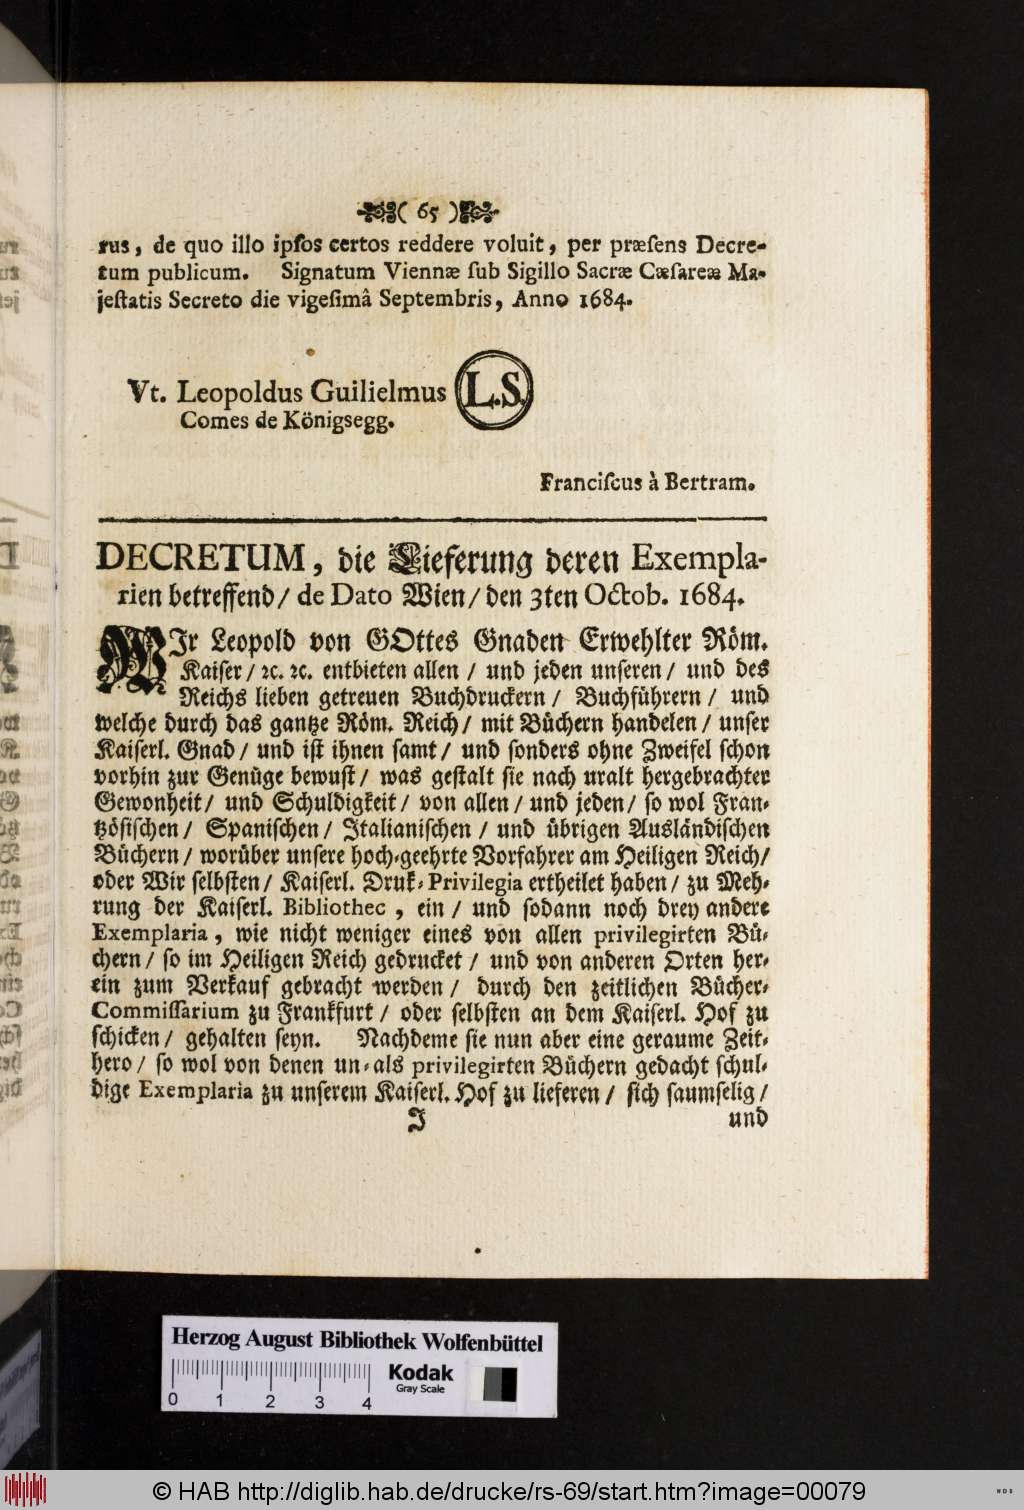 ( 65 )
rus, de quo illo ipſos certos reddere voluit, per præſens Decre-
tum publicum. Signatum Viennæ ſub Sigillo Sacræ Cæſareæ Ma-
jeſtatis Secreto die vigeſimâ Septembris, Anno 1684.
Vt. Leopoldus Guilielmus L.S.
Comes de Königsegg.
Franciſcus à Bertram.
DECRETUM, die Lieferung deren Exempla-
rien betreffend/ de Dato Wien/ den 3ten Octob. 1684.
WIr Leopold von GOttes Gnaden Erwehlter Röm.
Kaiſer/ ꝛc. ꝛc. entbieten allen / und jeden unſeren/ und des
Reichs lieben getreuen Buchdruckern / Buchführern / und
welche durch das gantze Röm. Reich/ mit Büchern handelen/ unſer
Kaiſerl. Gnad/ und iſt ihnen ſamt/ und ſonders ohne Zweifel ſchon
vorhin zur Genüge bewuſt/ was geſtalt ſie nach uralt hergebrachter
Gewonheit/ und Schuldigkeit/ von allen/ und jeden/ ſo wol Fran-
tzöſiſchen/ Spaniſchen/ Italianiſchen / und übrigen Ausländiſchen
Büchern/ worüber unſere hoch-geehrte Vorfahrer am Heiligen Reich/
oder Wir ſelbſten/ Kaiſerl. Druk-Privilegia ertheilet haben/ zu Meh-
rung der Kaiſerl. Bibliothec, ein/ und ſodann noch drey andere
Exemplaria, wie nicht weniger eines von allen privilegirten Bü-
chern/ ſo im Heiligen Reich gedrucket / und von anderen Orten her-
ein zum Verkauf gebracht werden/ durch den zeitlichen Bücher-
Commiſſarium zu Frankfurt/ oder ſelbſten an dem Kaiſerl. Hof zu
ſchicken/ gehalten ſeyn. Nachdeme ſie nun aber eine geraume Zeit-
hero/ ſo wol von denen un-als privilegirten Büchern gedacht ſchul-
dige Exemplaria zu unſerem Kaiſerl. Hof zu lieferen/ ſich ſaumſelig/
I und
Herzog August Bibliothek Wolfenbüttel
0 1 2 3 4
Kodak
Gray Scale
© HAB http://diglib.hab.de/drucke/rs-69/start.htm?image=00079
WDB